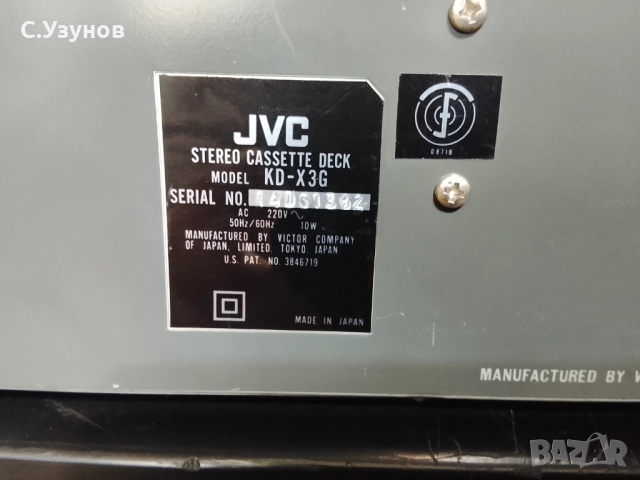 С.Узунов
JVC
STEREO CASSETTE DECK
MODEL KD-X3G
SERIAL NO.
AC 220V ~
50Hz/60Hz 10W
MANUFACTURED BY VICTOR COMPANY
OF JAPAN, LIMITED. TOKYO JAPAN
U.S. PAT. NO 3846719
MADE IN JAPAN
MANUFACTURED BY
BAZAR